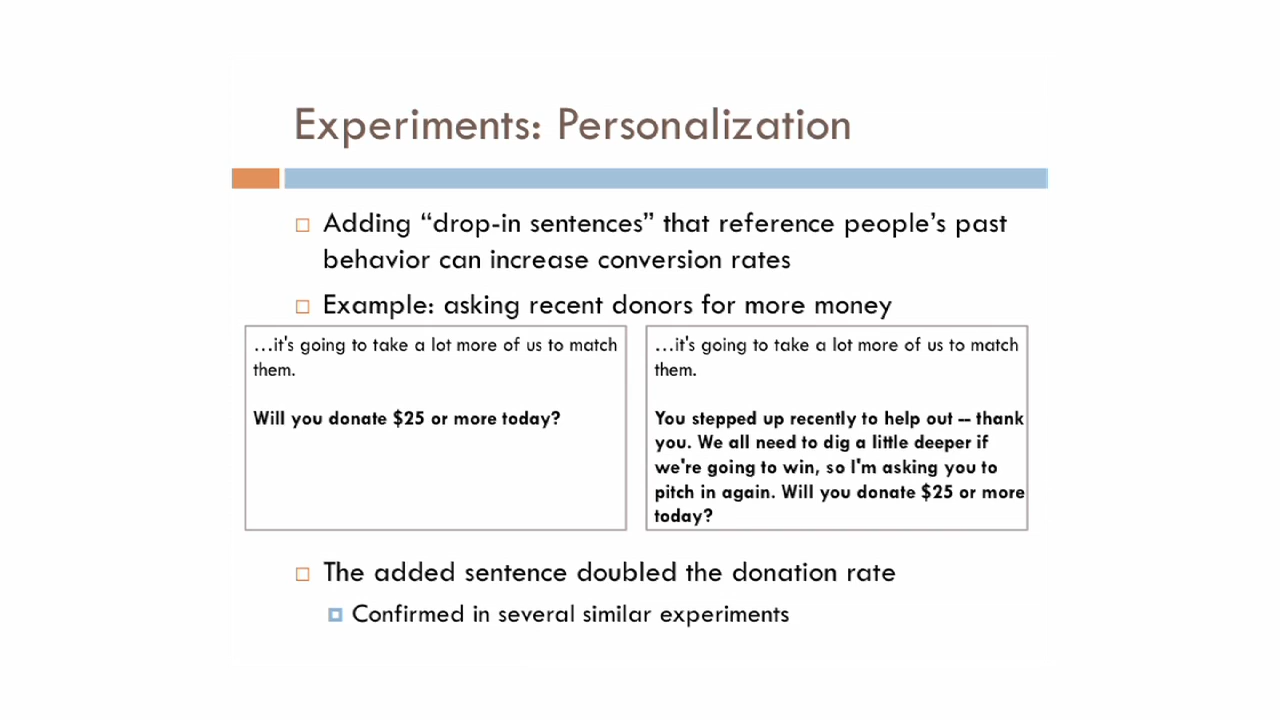 Experiments: Personalization
Adding “drop-in sentences” that reference people’s past
behavior can increase conversion rates
Example: asking recent donors for more money
…it's going to take a lot more of us to match
them.
Will you donate $25 or more today?
…it's going to take a lot more of us to match
them.
You stepped up recently to help out -- thank
you. We all need to dig a little deeper if
we're going to win, so I'm asking you to
pitch in again. Will you donate $25 or more
today?
The added sentence doubled the donation rate
Confirmed in several similar experiments